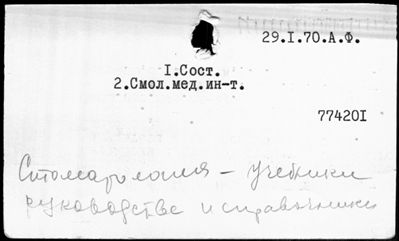 29.I.70.А.Ф.
I.Сост.
2.Смол.мед.ин-т.
77420I
Стоматология – учебники
руководства и справочники